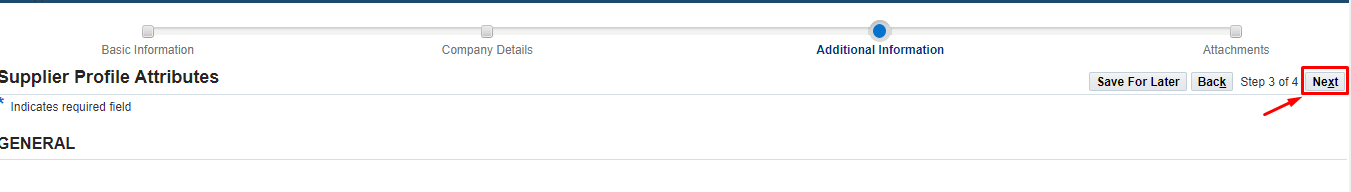 Basic Information
Company Details
Additional Information
Attachments
Supplier Profile Attributes
Save For Later Back Step 3 of 4 Next
* Indicates required field
GENERAL